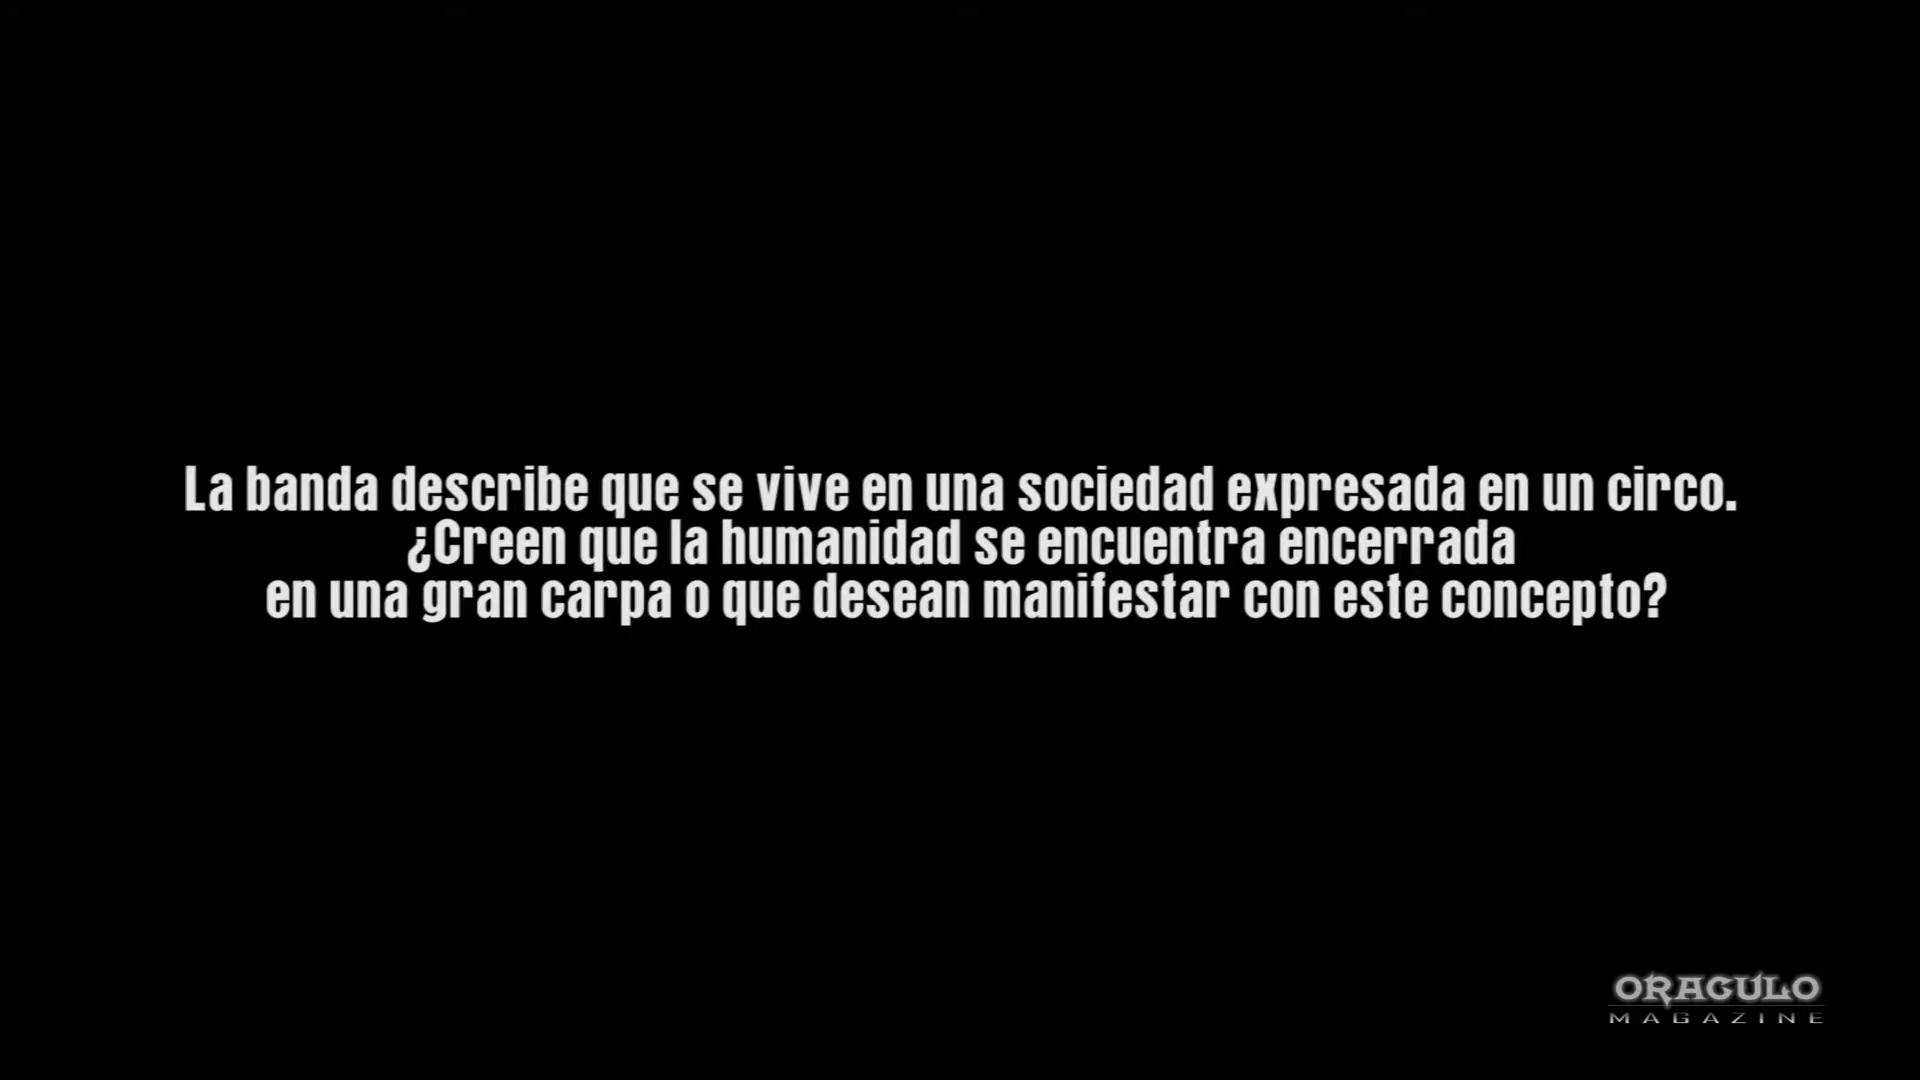 La banda describe que se vive en una sociedad expresada en un circo.
¿Creen que la humanidad se encuentra encerrada
en una gran carpa o que desean manifestar con este concepto?
ORACULO
MAGAZINE